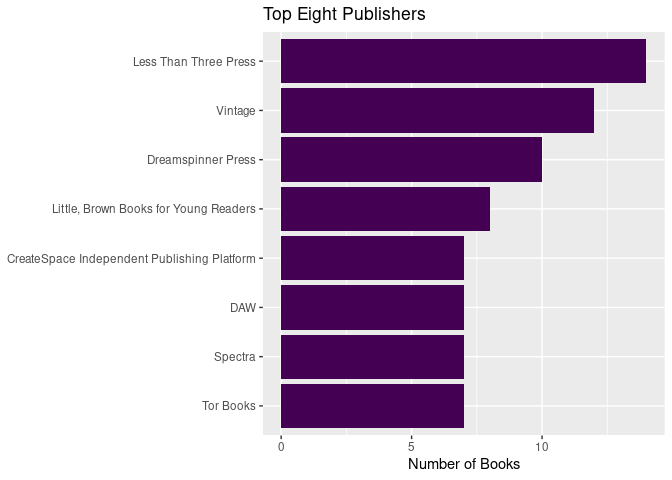 Top Eight Publishers
Less Than Three Press
Vintage
Dreamspinner Press
Little, Brown Books for Young Readers
CreateSpace Independent Publishing Platform
DAW
Spectra
Tor Books
0 5 10
Number of Books